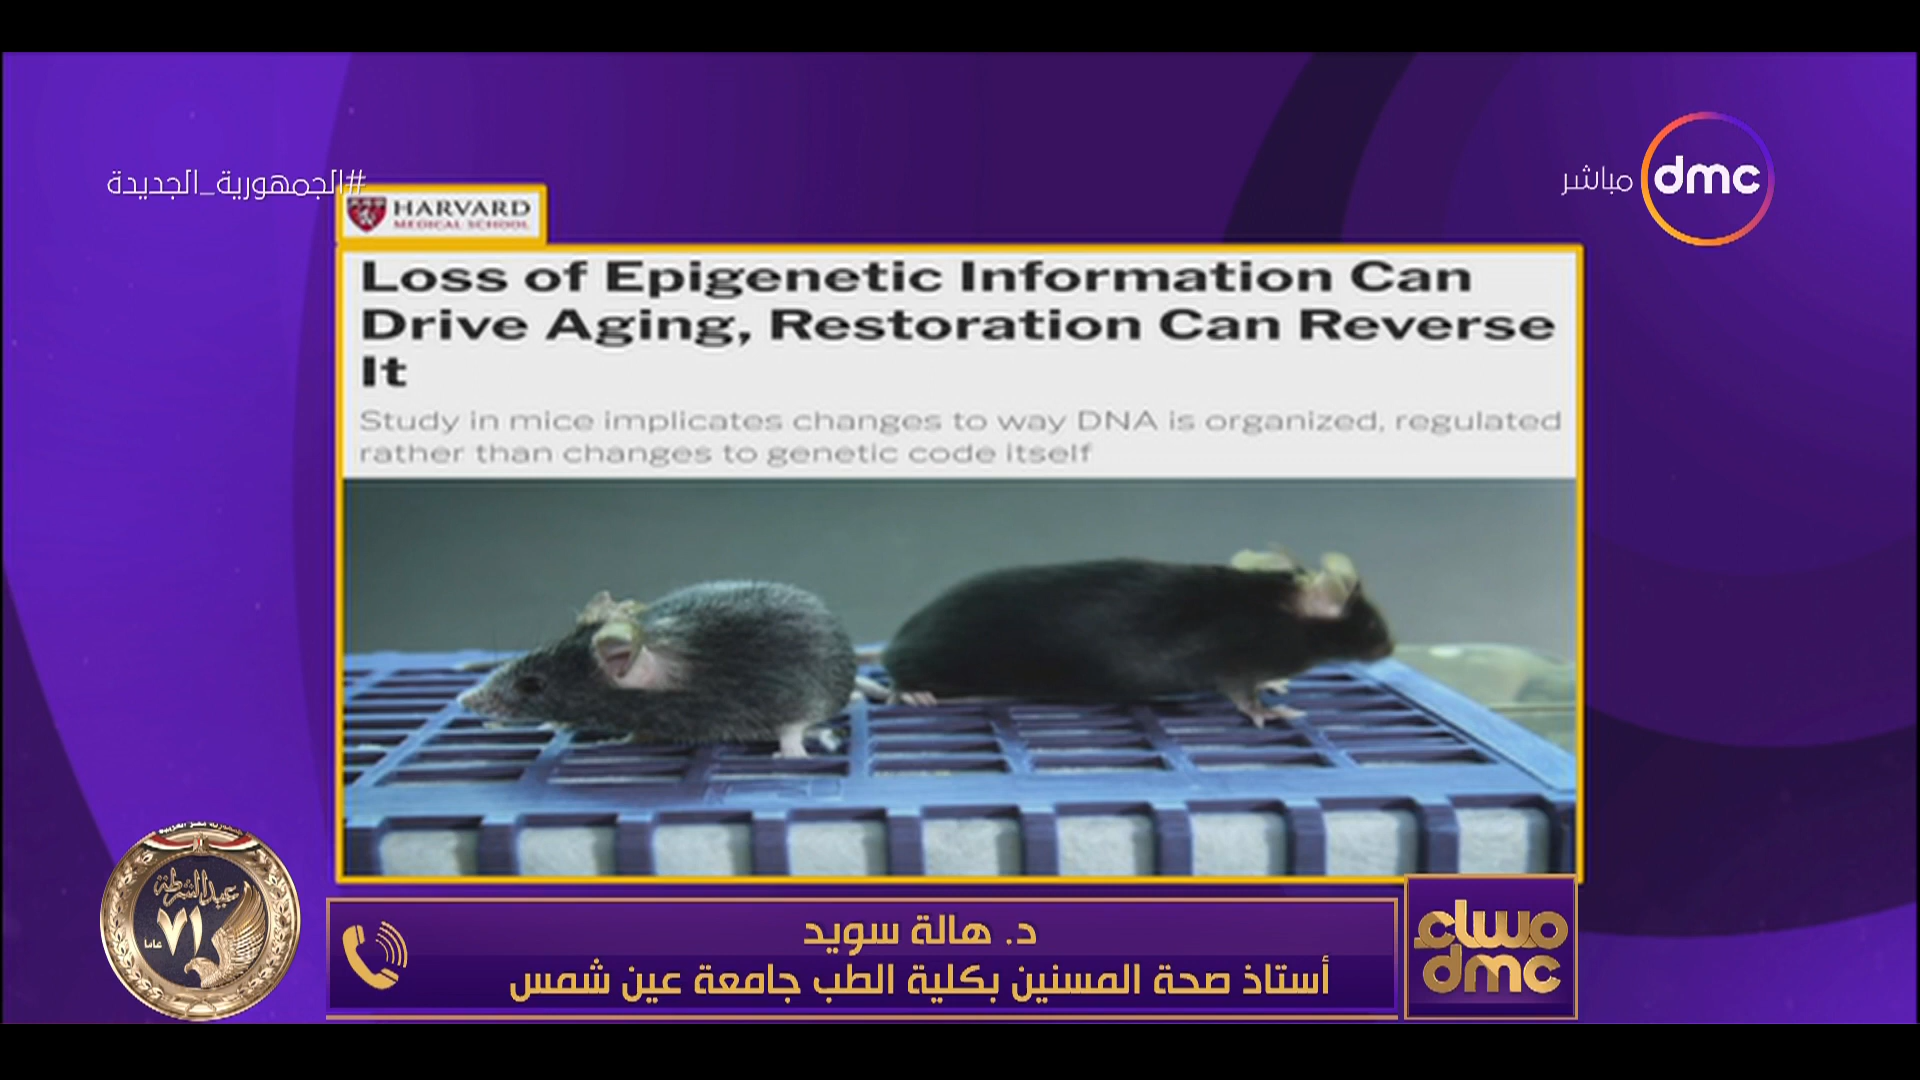 #الجمهورية_الجديدة
مباشر
dmc
HARVARD
MEDICAL SCHOOL
Loss of Epigenetic Information Can
Drive Aging, Restoration Can Reverse
It
Study in mice implicates changes to way DNA is organized, regulated
rather than changes to genetic code itself
عيد الشرطة
٧١
عاما
د. هالة سويد
أستاذ صحة المسنين بكلية الطب جامعة عين شمس
مساء
dmc